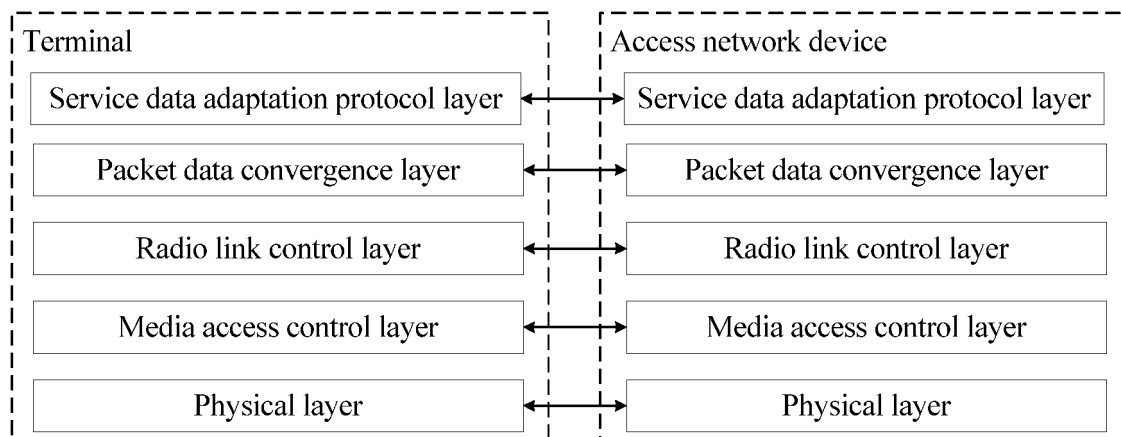 Terminal
Service data adaptation protocol layer
Packet data convergence layer
Radio link control layer
Media access control layer
Physical layer
Access network device
Service data adaptation protocol layer
Packet data convergence layer
Radio link control layer
Media access control layer
Physical layer